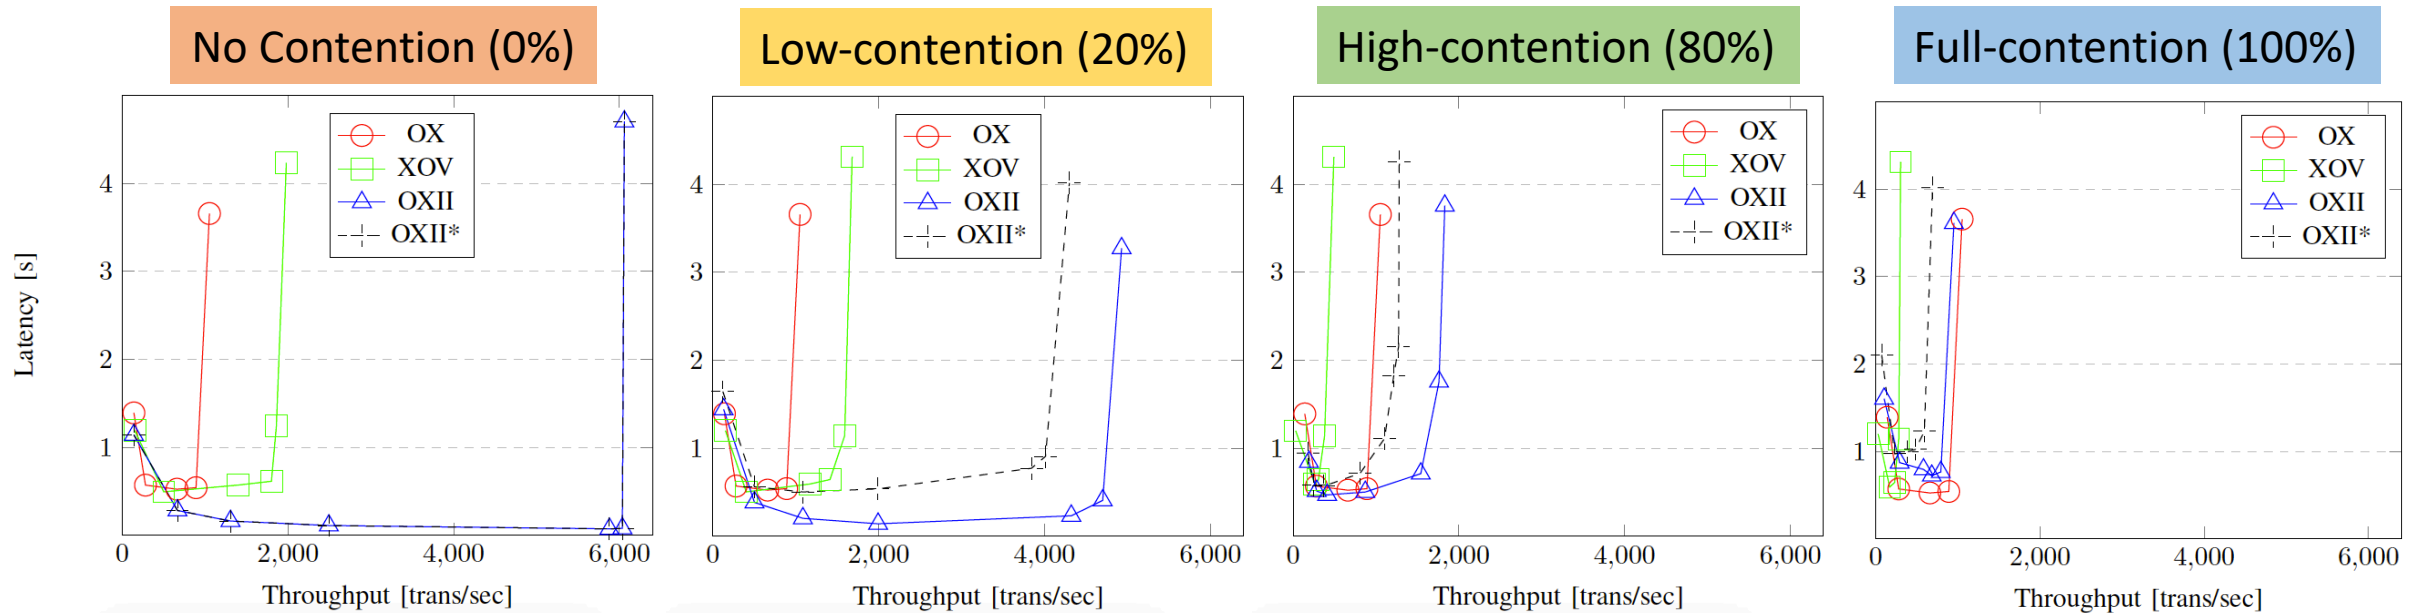 No Contention (0%)
Low-contention (20%)
High-contention (80%)
Full-contention (100%)
Latency [s]
4
3
2
1
0
2,000
4,000
6,000
Throughput [trans/sec]
OX
XOV
OXII
OXII*
4
3
2
1
0
2,000
4,000
6,000
Throughput [trans/sec]
OX
XOV
OXII
OXII*
4
3
2
1
0
2,000
4,000
6,000
Throughput [trans/sec]
OX
XOV
OXII
OXII*
4
3
2
1
0
2,000
4,000
6,000
Throughput [trans/sec]
OX
XOV
OXII
OXII*